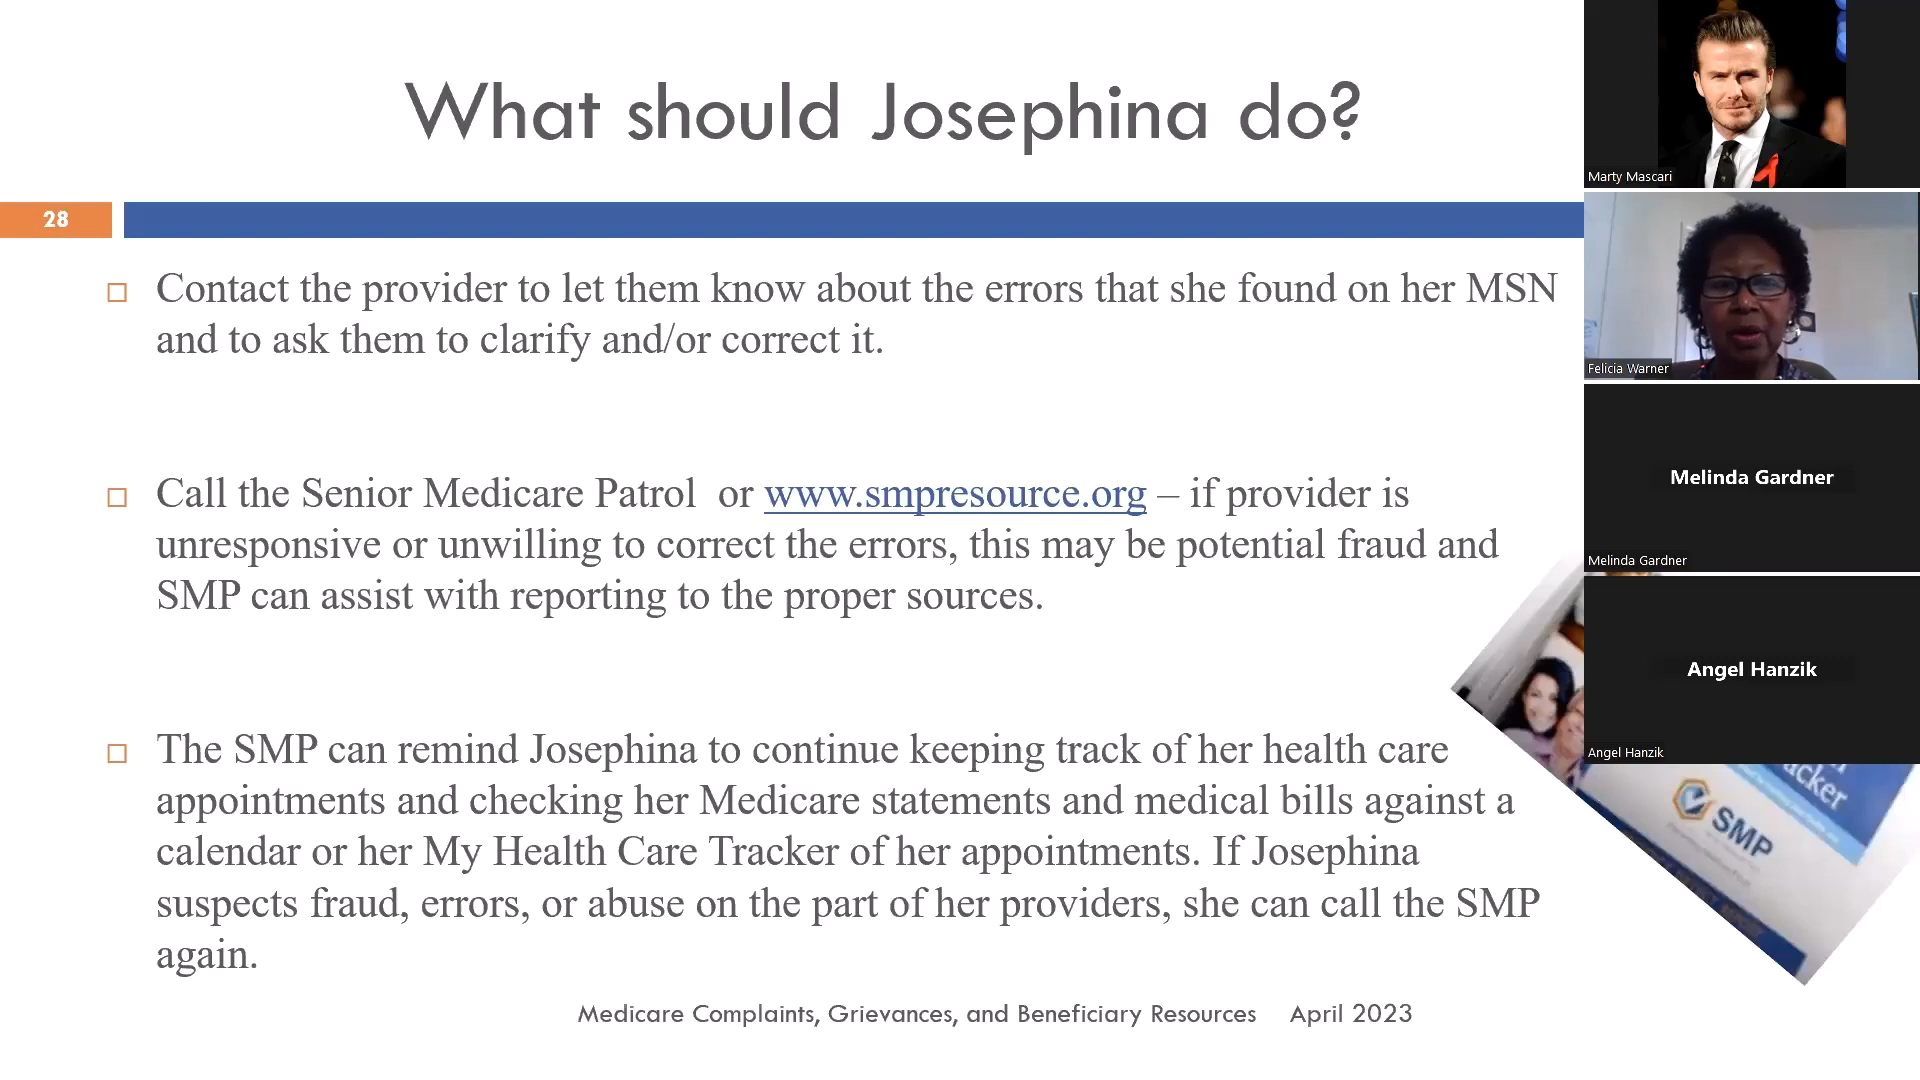 What should Josephina do?
28
Contact the provider to let them know about the errors that she found on her MSN
and to ask them to clarify and/or correct it.
Call the Senior Medicare Patrol or www.smpresource.org – if provider is
unresponsive or unwilling to correct the errors, this may be potential fraud and
SMP can assist with reporting to the proper sources.
The SMP can remind Josephina to continue keeping track of her health care
appointments and checking her Medicare statements and medical bills against a
calendar or her My Health Care Tracker of her appointments. If Josephina
suspects fraud, errors, or abuse on the part of her providers, she can call the SMP
again.
Medicare Complaints, Grievances, and Beneficiary Resources April 2023
Marty Mascari
Felicia Warner
Melinda Gardner
Melinda Gardner
Angel Hanzik
Angel Hanzik
SMP